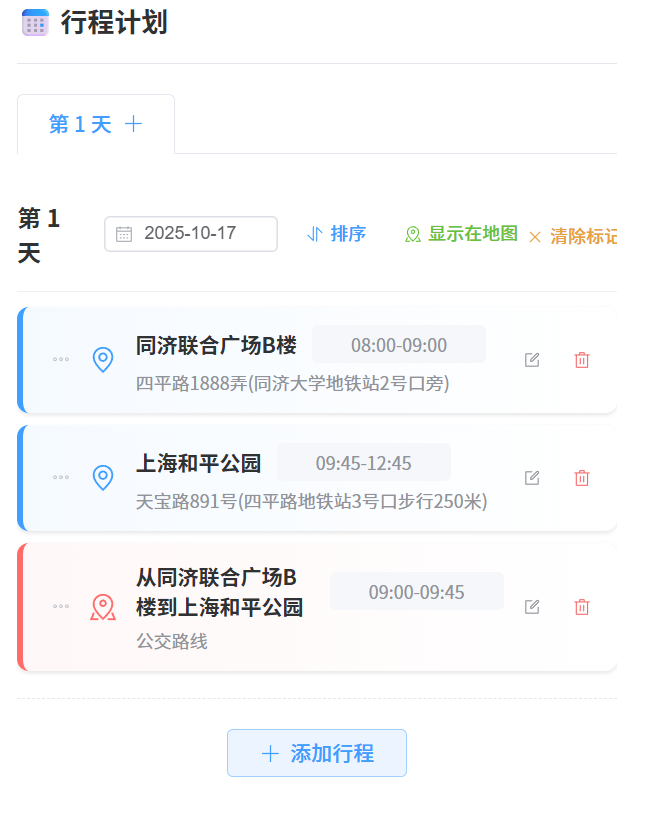 行程计划
第 1 天
第 1
天
2025-10-17
排序
显示在地图
清除标记
同济联合广场B楼
08:00-09:00
四平路1888弄(同济大学地铁站2号口旁)
上海和平公园
09:45-12:45
天宝路891号(四平路地铁站3号口步行250米)
从同济联合广场B
楼到上海和平公园
09:00-09:45
公交路线
添加行程